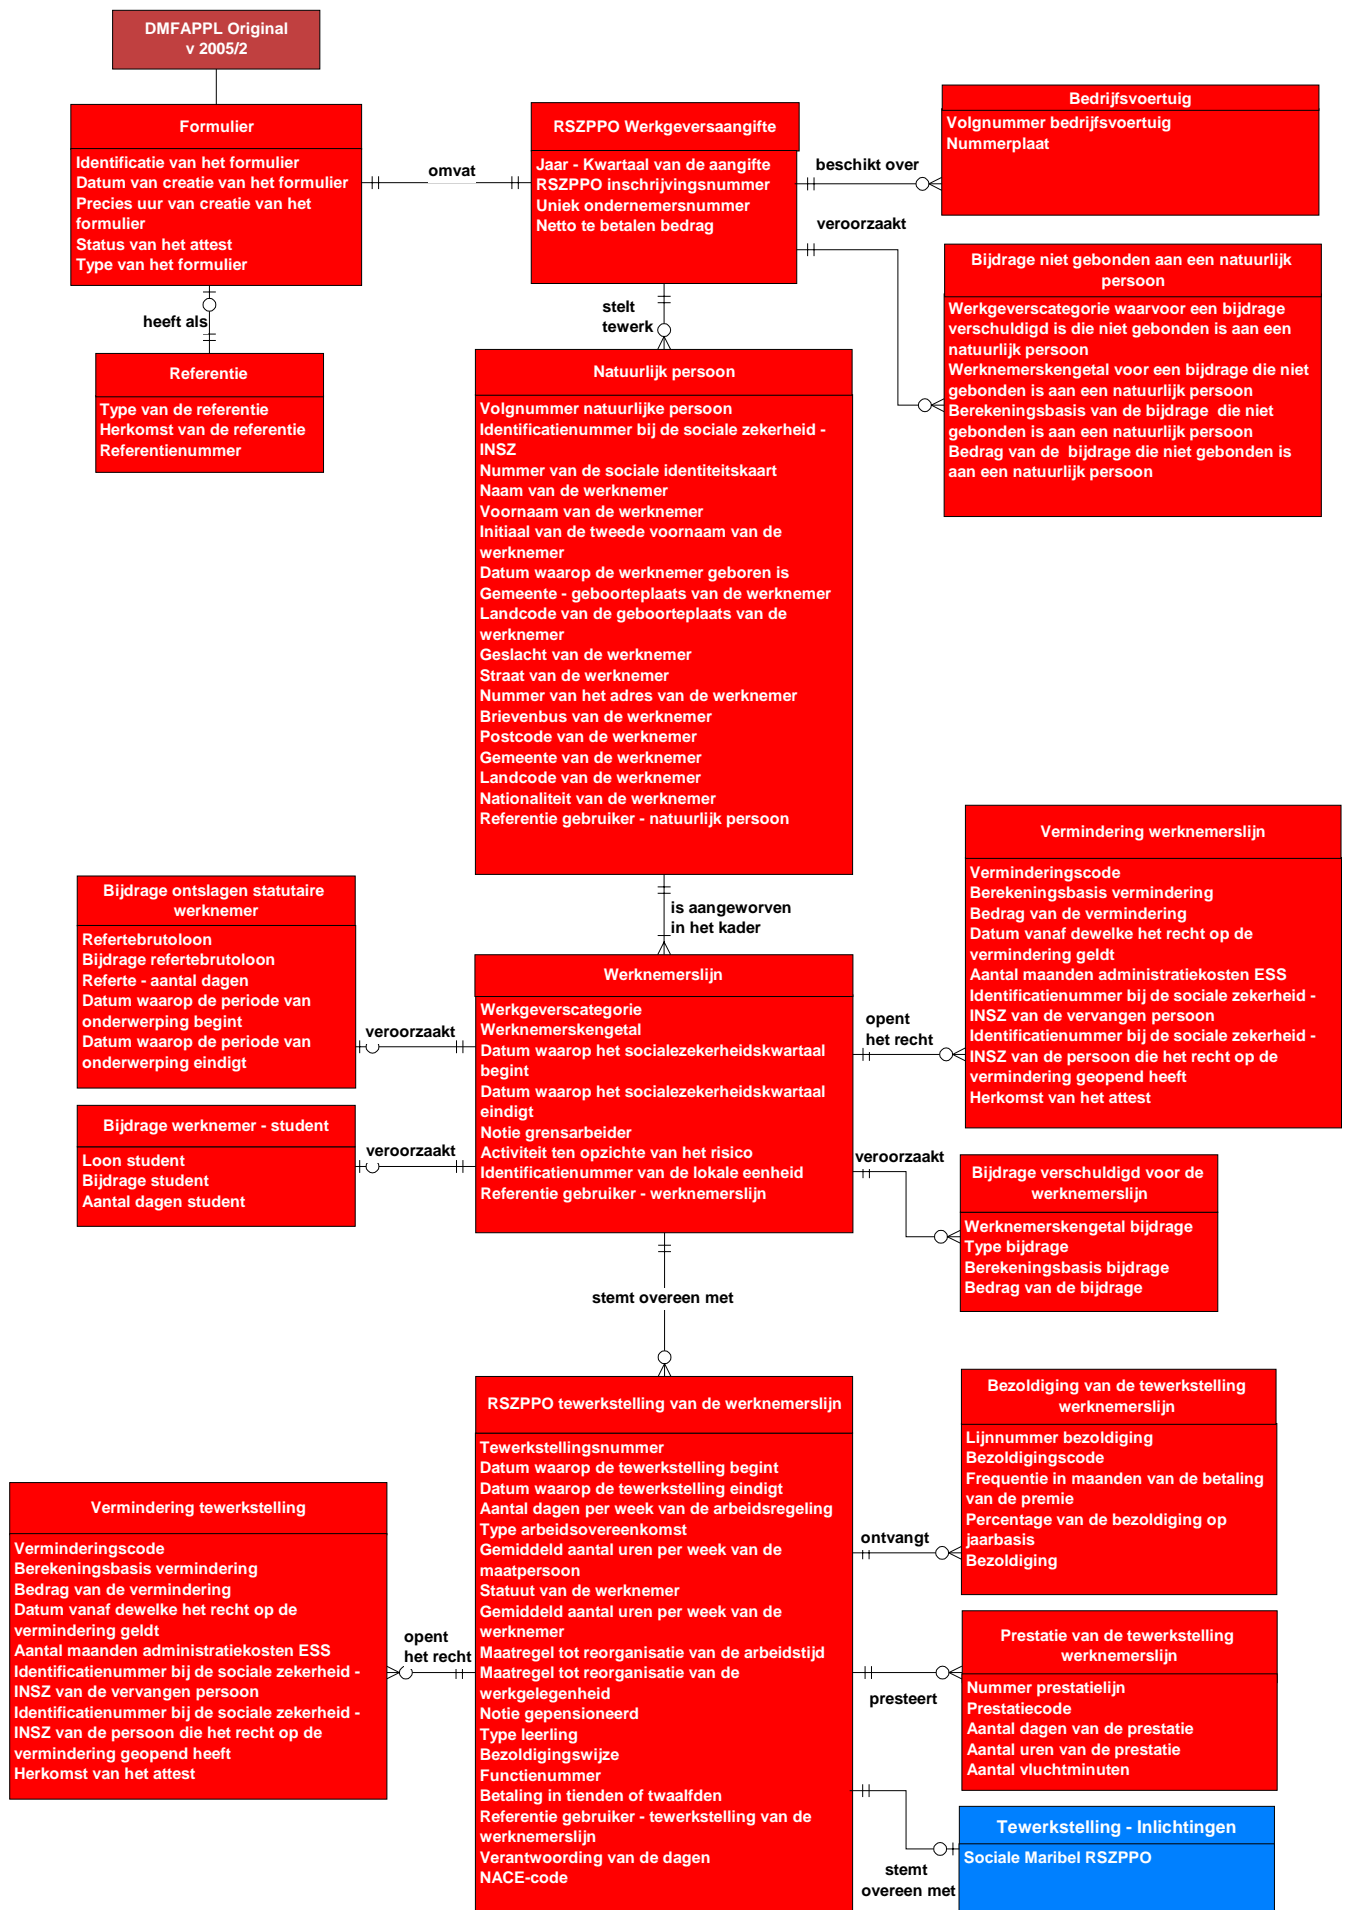 DMFAPPL Original
v 2005/2
Formulier
Identificatie van het formulier
Datum van creatie van het formulier
Precies uur van creatie van het
formulier
Status van het attest
Type van het formulier
omvat
RSZPPO Werkgeversaangifte
Jaar - Kwartaal van de aangifte
RSZPPO inschrijvingsnummer
Uniek ondernemersnummer
Netto te betalen bedrag
beschikt over
Bedrijfsvoertuig
Volgnummer bedrijfsvoertuig
Nummerplaat
veroorzaakt
Bijdrage niet gebonden aan een natuurlijk
persoon
Werkgeverscategorie waarvoor een bijdrage
verschuldigd is die niet gebonden is aan een
natuurlijk persoon
Werknemerskengetal voor een bijdrage die niet
gebonden is aan een natuurlijk persoon
Berekeningsbasis van de bijdrage die niet
gebonden is aan een natuurlijk persoon
Bedrag van de bijdrage die niet gebonden is
aan een natuurlijk persoon
heeft als
Referentie
Type van de referentie
Herkomst van de referentie
Referentienummer
stelt
tewerk
Natuurlijk persoon
Volgnummer natuurlijke persoon
Identificatienummer bij de sociale zekerheid -
INSZ
Nummer van de sociale identiteitskaart
Naam van de werknemer
Voornaam van de werknemer
Initiaal van de tweede voornaam van de
werknemer
Datum waarop de werknemer geboren is
Gemeente - geboorteplaats van de werknemer
Landcode van de geboorteplaats van de
werknemer
Geslacht van de werknemer
Straat van de werknemer
Nummer van het adres van de werknemer
Brievenbus van de werknemer
Postcode van de werknemer
Gemeente van de werknemer
Landcode van de werknemer
Nationaliteit van de werknemer
Referentie gebruiker - natuurlijk persoon
is aangeworven
in het kader
Bijdrage ontslagen statutaire
werknemer
Refertebrutoloon
Bijdrage refertebrutoloon
Referte - aantal dagen
Datum waarop de periode van
onderwerping begint
Datum waarop de periode van
onderwerping eindigt
veroorzaakt
Bijdrage werknemer - student
Loon student
Bijdrage student
Aantal dagen student
veroorzaakt
Werknemerslijn
Werkgeverscategorie
Werknemerskengetal
Datum waarop het socialezekerheidskwartaal
begint
Datum waarop het socialezekerheidskwartaal
eindigt
Notie grensarbeider
Activiteit ten opzichte van het risico
Identificatienummer van de lokale eenheid
Referentie gebruiker - werknemerslijn
opent
het recht
Vermindering werknemerslijn
Verminderingscode
Berekeningsbasis vermindering
Bedrag van de vermindering
Datum vanaf dewelke het recht op de
vermindering geldt
Aantal maanden administratiekosten ESS
Identificatienummer bij de sociale zekerheid -
INSZ van de vervangen persoon
Identificatienummer bij de sociale zekerheid -
INSZ van de persoon die het recht op de
vermindering geopend heeft
Herkomst van het attest
veroorzaakt
Bijdrage verschuldigd voor de
werknemerslijn
Werknemerskengetal bijdrage
Type bijdrage
Berekeningsbasis bijdrage
Bedrag van de bijdrage
stemt overeen met
RSZPPO tewerkstelling van de werknemerslijn
Tewerkstellingsnummer
Datum waarop de tewerkstelling begint
Datum waarop de tewerkstelling eindigt
Aantal dagen per week van de arbeidsregeling
Type arbeidsovereenkomst
Gemiddeld aantal uren per week van de
maatpersoon
Statuut van de werknemer
Gemiddeld aantal uren per week van de
werknemer
Maatregel tot reorganisatie van de arbeidstijd
Maatregel tot reorganisatie van de
werkgelegenheid
Notie gepensioneerd
Type leerling
Bezoldigingswijze
Functienummer
Betaling in tienden of twaalfden
Referentie gebruiker - tewerkstelling van de
werknemerslijn
Verantwoording van de dagen
NACE-code
opent
het recht
Vermindering tewerkstelling
Verminderingscode
Berekeningsbasis vermindering
Bedrag van de vermindering
Datum vanaf dewelke het recht op de
vermindering geldt
Aantal maanden administratiekosten ESS
Identificatienummer bij de sociale zekerheid -
INSZ van de vervangen persoon
Identificatienummer bij de sociale zekerheid -
INSZ van de persoon die het recht op de
vermindering geopend heeft
Herkomst van het attest
ontvangt
Bezoldiging van de tewerkstelling
werknemerslijn
Lijnnummer bezoldiging
Bezoldigingscode
Frequentie in maanden van de betaling
van de premie
Percentage van de bezoldiging op
jaarbasis
Bezoldiging
presteert
Prestatie van de tewerkstelling
werknemerslijn
Nummer prestatielijn
Prestatiecode
Aantal dagen van de prestatie
Aantal uren van de prestatie
Aantal vluchtminuten
stemt
overeen met
Tewerkstelling - Inlichtingen
Sociale Maribel RSZPPO